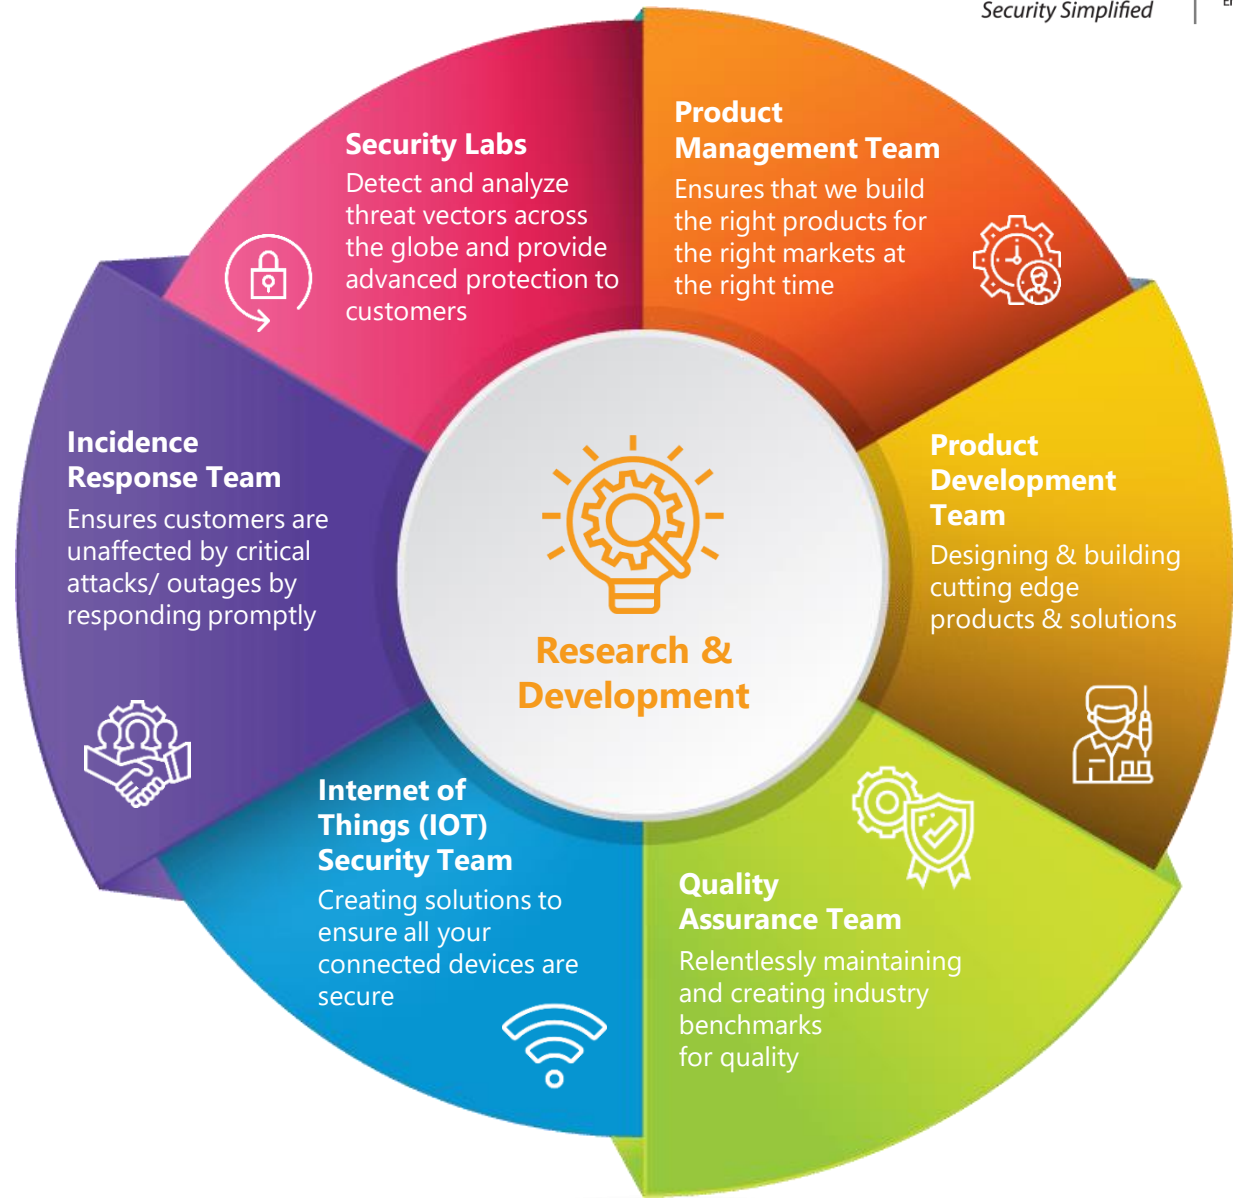 Security Simplified
Security Labs
Detect and analyze
threat vectors across
the globe and provide
advanced protection to
customers
Product
Management Team
Ensures that we build
the right products for
the right markets at
the right time
Product
Development
Team
Designing & building
cutting edge
products & solutions
Quality
Assurance Team
Relentlessly maintaining
and creating industry
benchmarks
for quality
Internet of
Things (IOT)
Security Team
Creating solutions to
ensure all your
connected devices are
secure
Incidence
Response Team
Ensures customers are
unaffected by critical
attacks/ outages by
responding promptly
Research &
Development